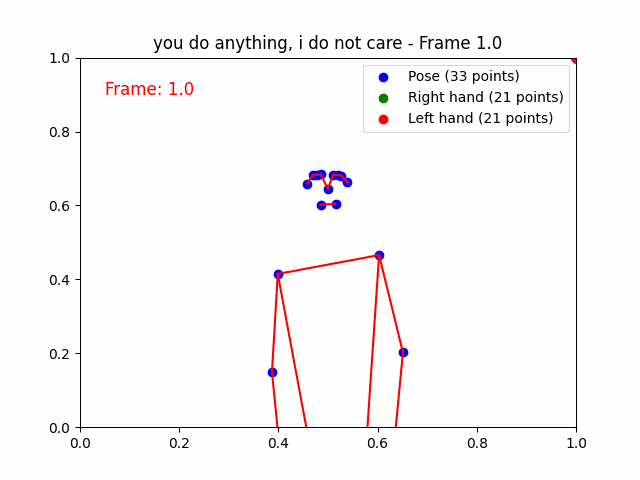 you do anything, i do not care - Frame 1.0
Frame: 1.0
Pose (33 points)
Right hand (21 points)
Left hand (21 points)
1.0
0.8
0.6
0.4
0.2
0.0
0.0 0.2 0.4 0.6 0.8 1.0